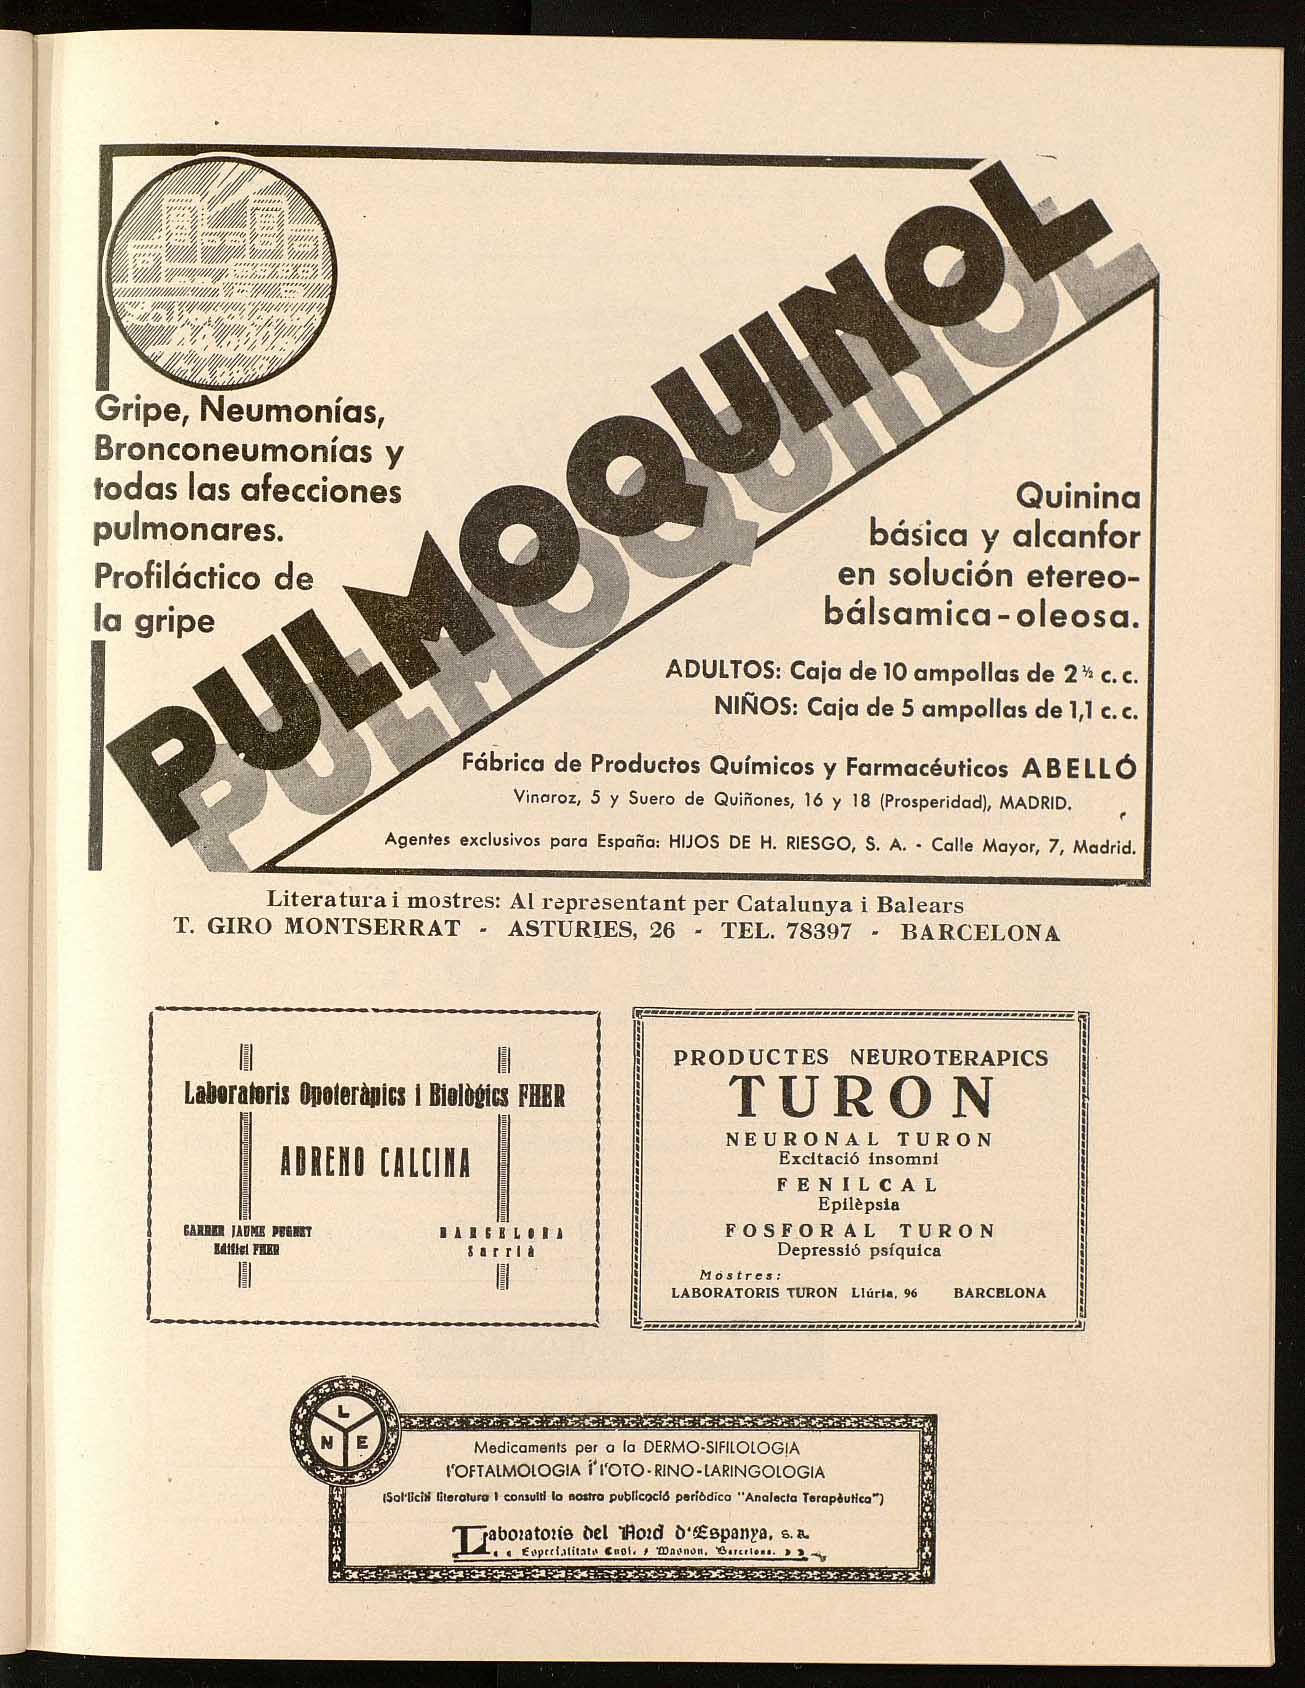 PULMOQUINOL
Gripe, Neumonías,
Bronconeumonías y
todas las afecciones
pulmonares.
Profiláctico de
la gripe
Quinina
básica y alcanfor
en solución etereo-
bálsamica-oleosa.
ADULTOS: Caja de 10 ampollas de 2 ½ c. c.
NIÑOS: Caja de 5 ampollas de 1,1 c. c.
Fábrica de Productos Químicos y Farmacéuticos ABELLÓ
Vinaroz, 5 y Suero de Quiñones, 16 y 18 (Prosperidad), MADRID.
Agentes exclusivos para España: HIJOS DE H. RIESGO, S. A. - Calle Mayor, 7, Madrid.
Literatura i mostres: Al representant per Catalunya i Balears
T. GIRO MONTSERRAT - ASTURIES, 26 - TEL. 78397 - BARCELONA
Laboratoris Opoteràpics i Biològics FHER
ADRENO CALCINA
CARRER JAUME PUGNET
Edifici FHER
BARCELONA
Sarrià
PRODUCTES NEUROTERAPICS
TURON
NEURONAL TURON
Excitació insomni
FENILCAL
Epilèpsia
FOSFORAL TURON
Depressió psíquica
Mostres:
LABORATORIS TURON Llúria, 96 BARCELONA
L
N E
Medicaments per a la DERMO-SIFILOLOGIA
l'OFTALMOLOGIA i l'OTO-RINO-LARINGOLOGIA
(Sol·liciti literatura i consulti la nostra publicació periòdica "Analecta Terapèutica")
Laboratoris del Nord d'Espanya, S. A.
Especialitats Cusí, Masnou, Barcelona.